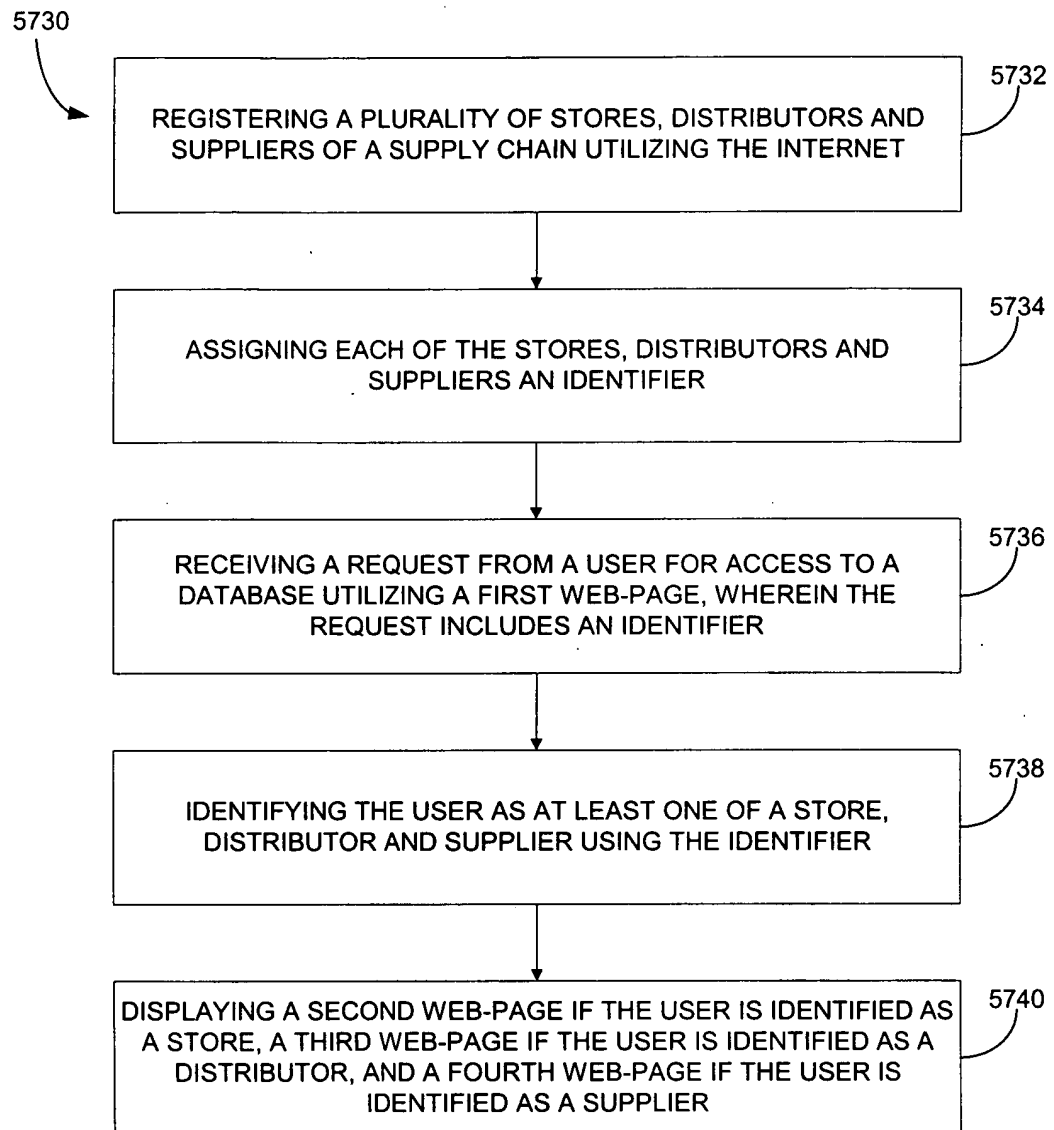 5730
5732
REGISTERING A PLURALITY OF STORES, DISTRIBUTORS AND
SUPPLIERS OF A SUPPLY CHAIN UTILIZING THE INTERNET
5734
ASSIGNING EACH OF THE STORES, DISTRIBUTORS AND
SUPPLIERS AN IDENTIFIER
5736
RECEIVING A REQUEST FROM A USER FOR ACCESS TO A
DATABASE UTILIZING A FIRST WEB-PAGE, WHEREIN THE
REQUEST INCLUDES AN IDENTIFIER
5738
IDENTIFYING THE USER AS AT LEAST ONE OF A STORE,
DISTRIBUTOR AND SUPPLIER USING THE IDENTIFIER
5740
DISPLAYING A SECOND WEB-PAGE IF THE USER IS IDENTIFIED AS
A STORE, A THIRD WEB-PAGE IF THE USER IS IDENTIFIED AS A
DISTRIBUTOR, AND A FOURTH WEB-PAGE IF THE USER IS
IDENTIFIED AS A SUPPLIER